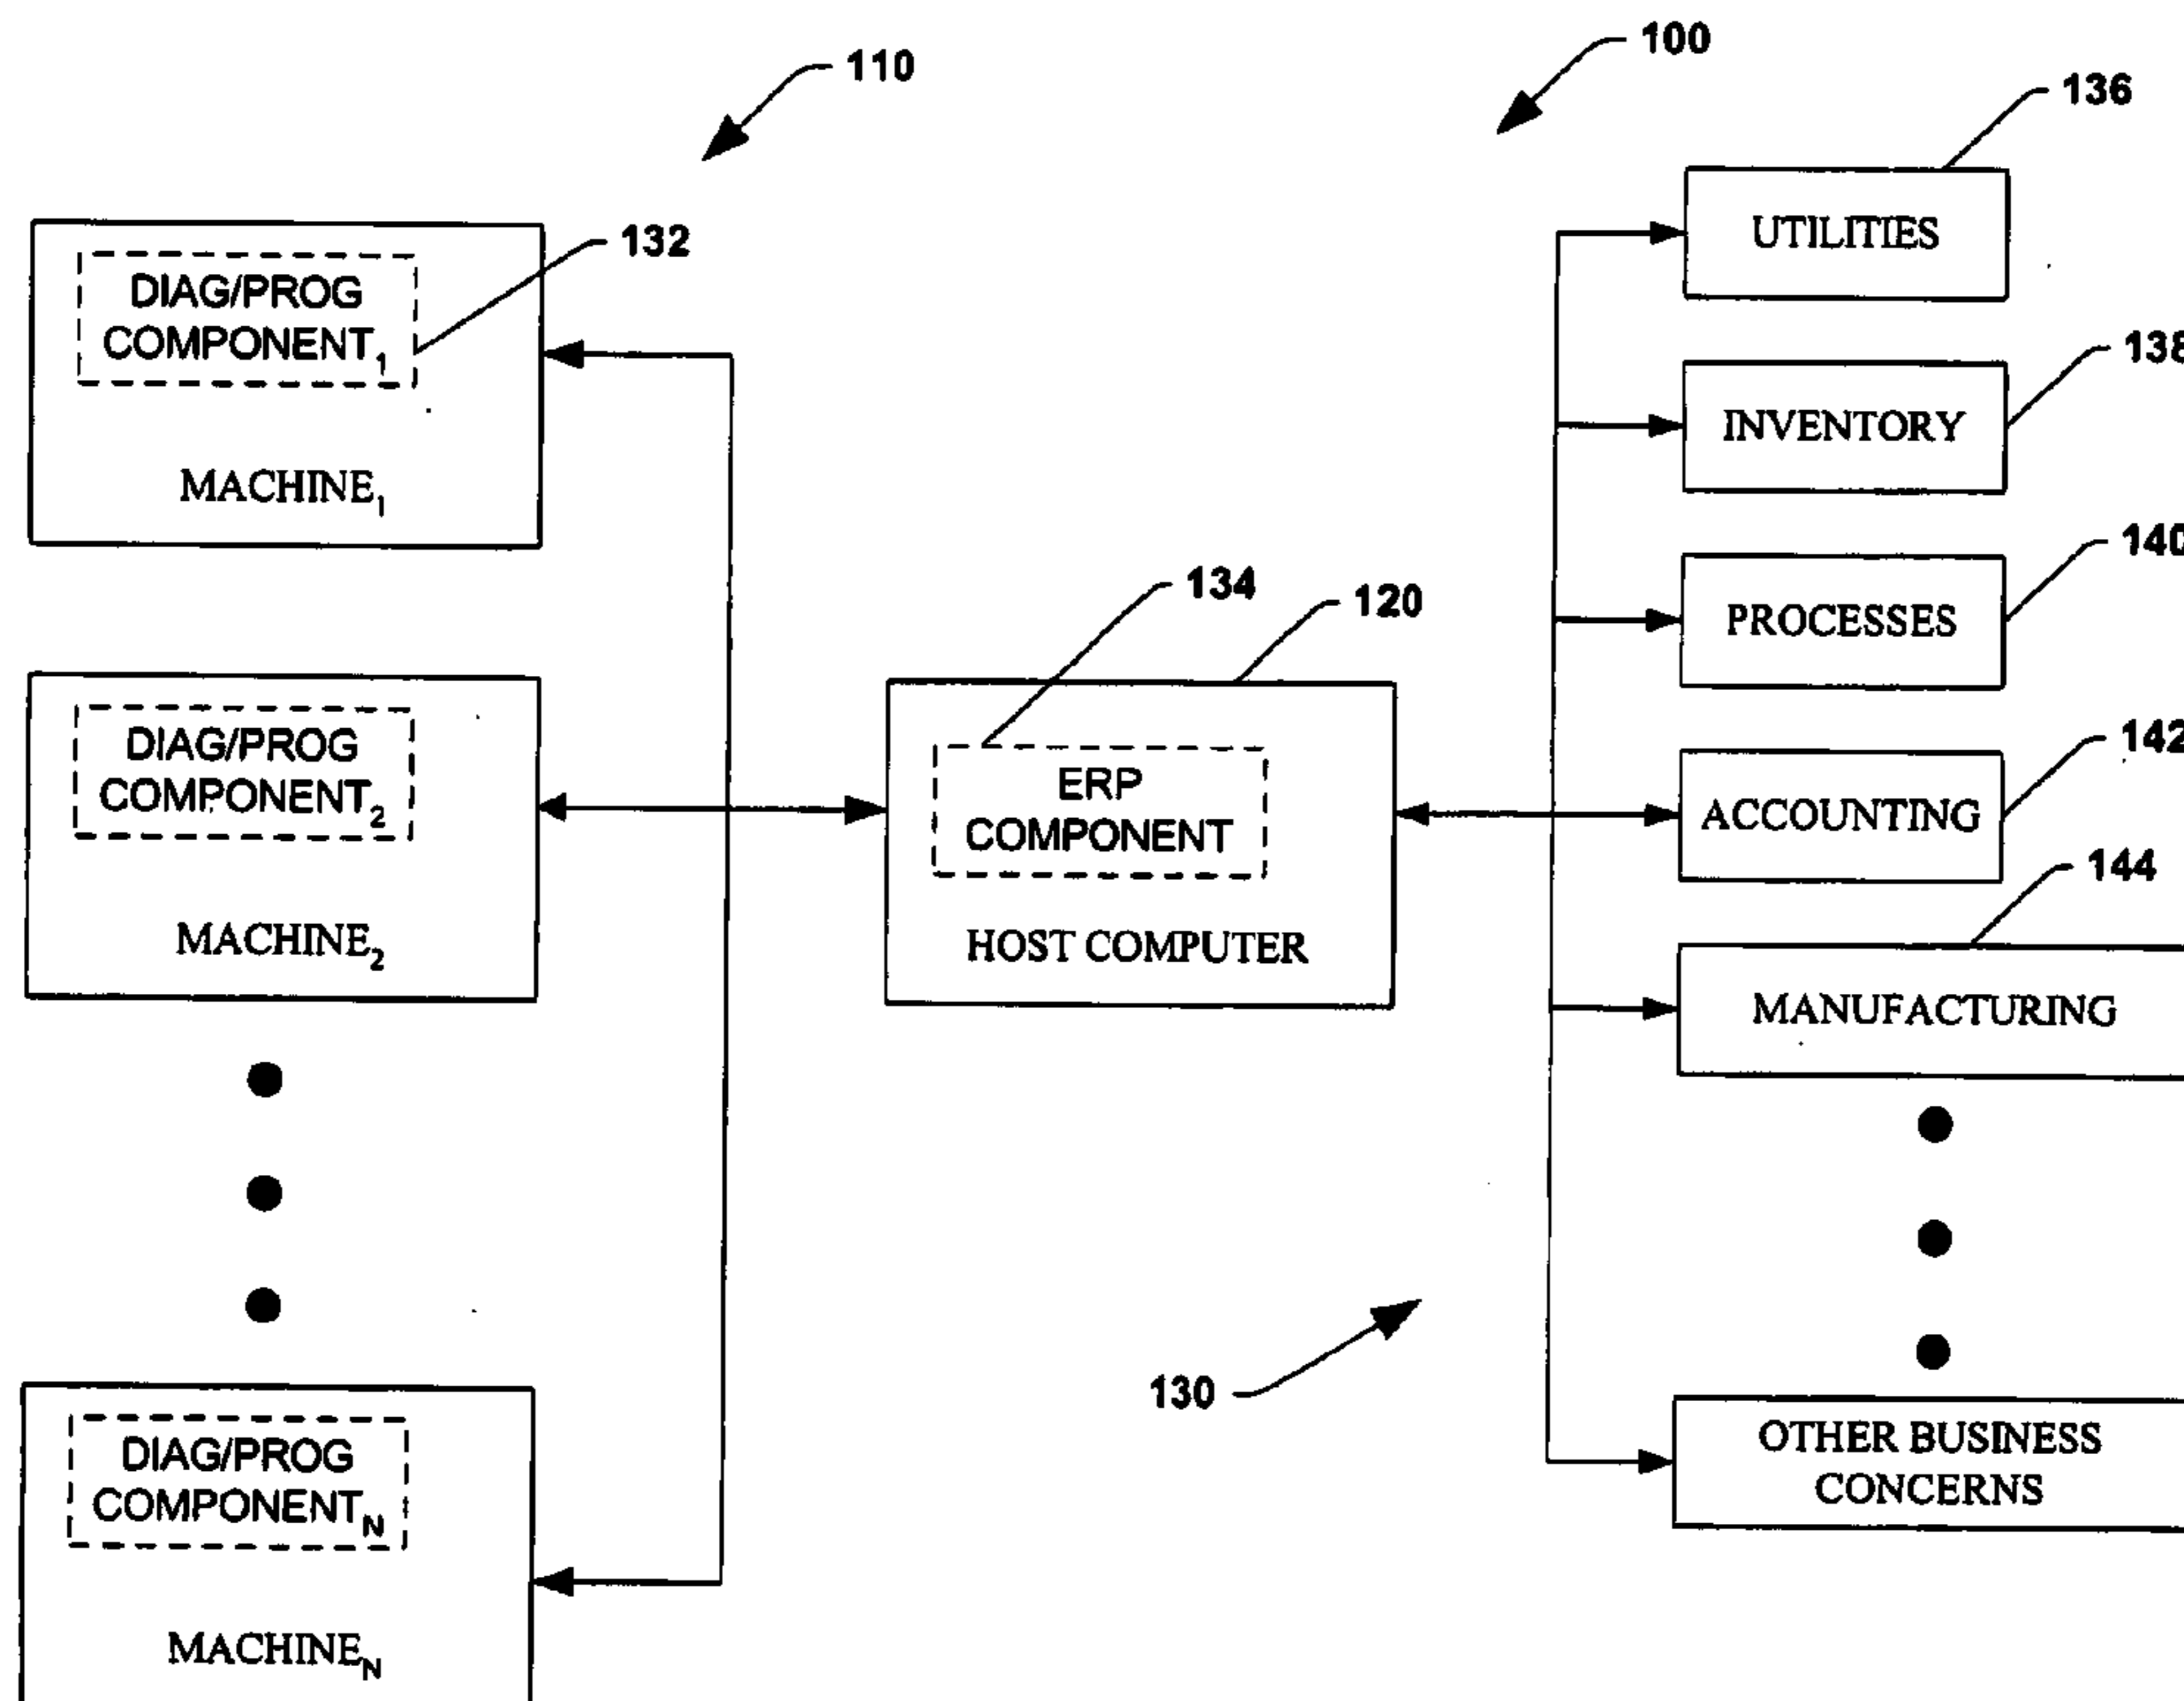 100
110
136
132
UTILITIES
DIAG/PROG
COMPONENT1
138
INVENTORY
MACHINE1
140
134
120
PROCESSES
DIAG/PROG
COMPONENT2
142
ERP
COMPONENT
ACCOUNTING
144
MACHINE2
HOST COMPUTER
MANUFACTURING
130
DIAG/PROG
COMPONENTN
OTHER BUSINESS
CONCERNS
MACHINEN